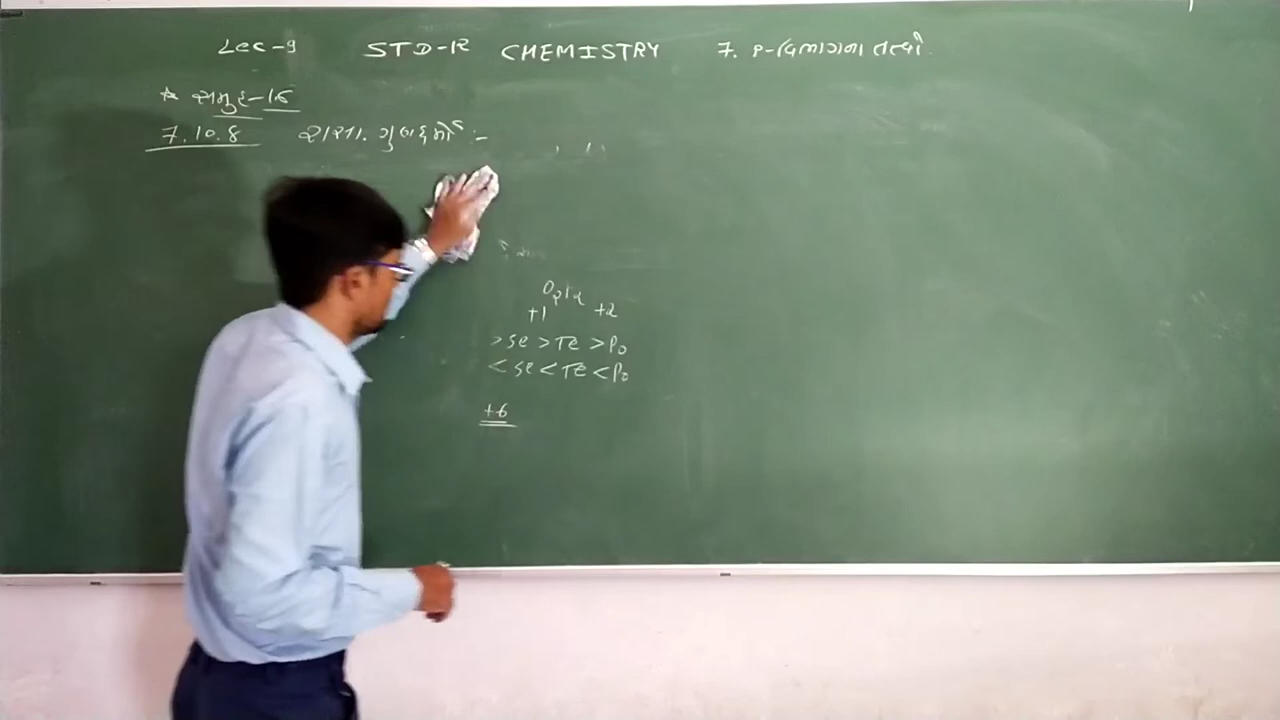 Lec-9 STD-12 CHEMISTRY 7. P-વિભાગના તત્વો
* સમુહ-16
7.10.8 રાસા. ગુણધર્મો :-
O₂F₂
+1 +2
>Se >Te >Po
<Se <Te <Po
+6